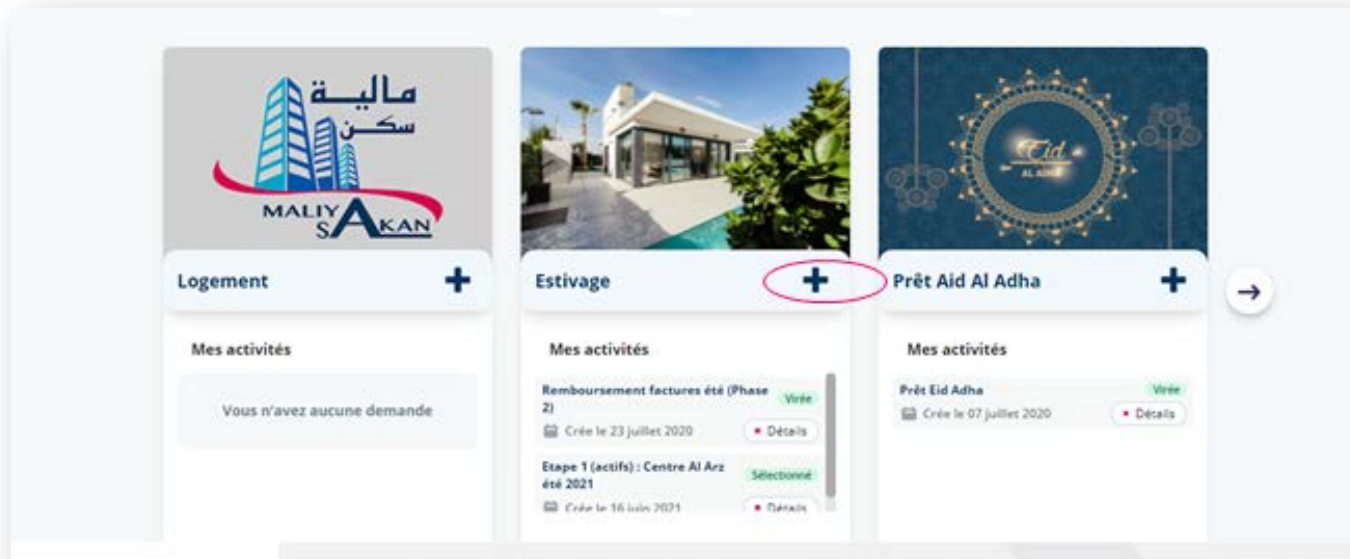 مالية
سكن
MALIYA
SAKAN
Eid
AL ADHA
Logement
Estivage
Prêt Aid Al Adha
Mes activités
Vous n'avez aucune demande
Mes activités
Remboursement factures été (Phase
2)
Virée
Crée le 23 juillet 2020
Détails
Etape 1 (actifs) : Centre Al Arz
été 2021
Sélectionné
Crée le 16 juin 2021
Détails
Mes activités
Prêt Eid Adha
Virée
Crée le 07 juillet 2020
Détails